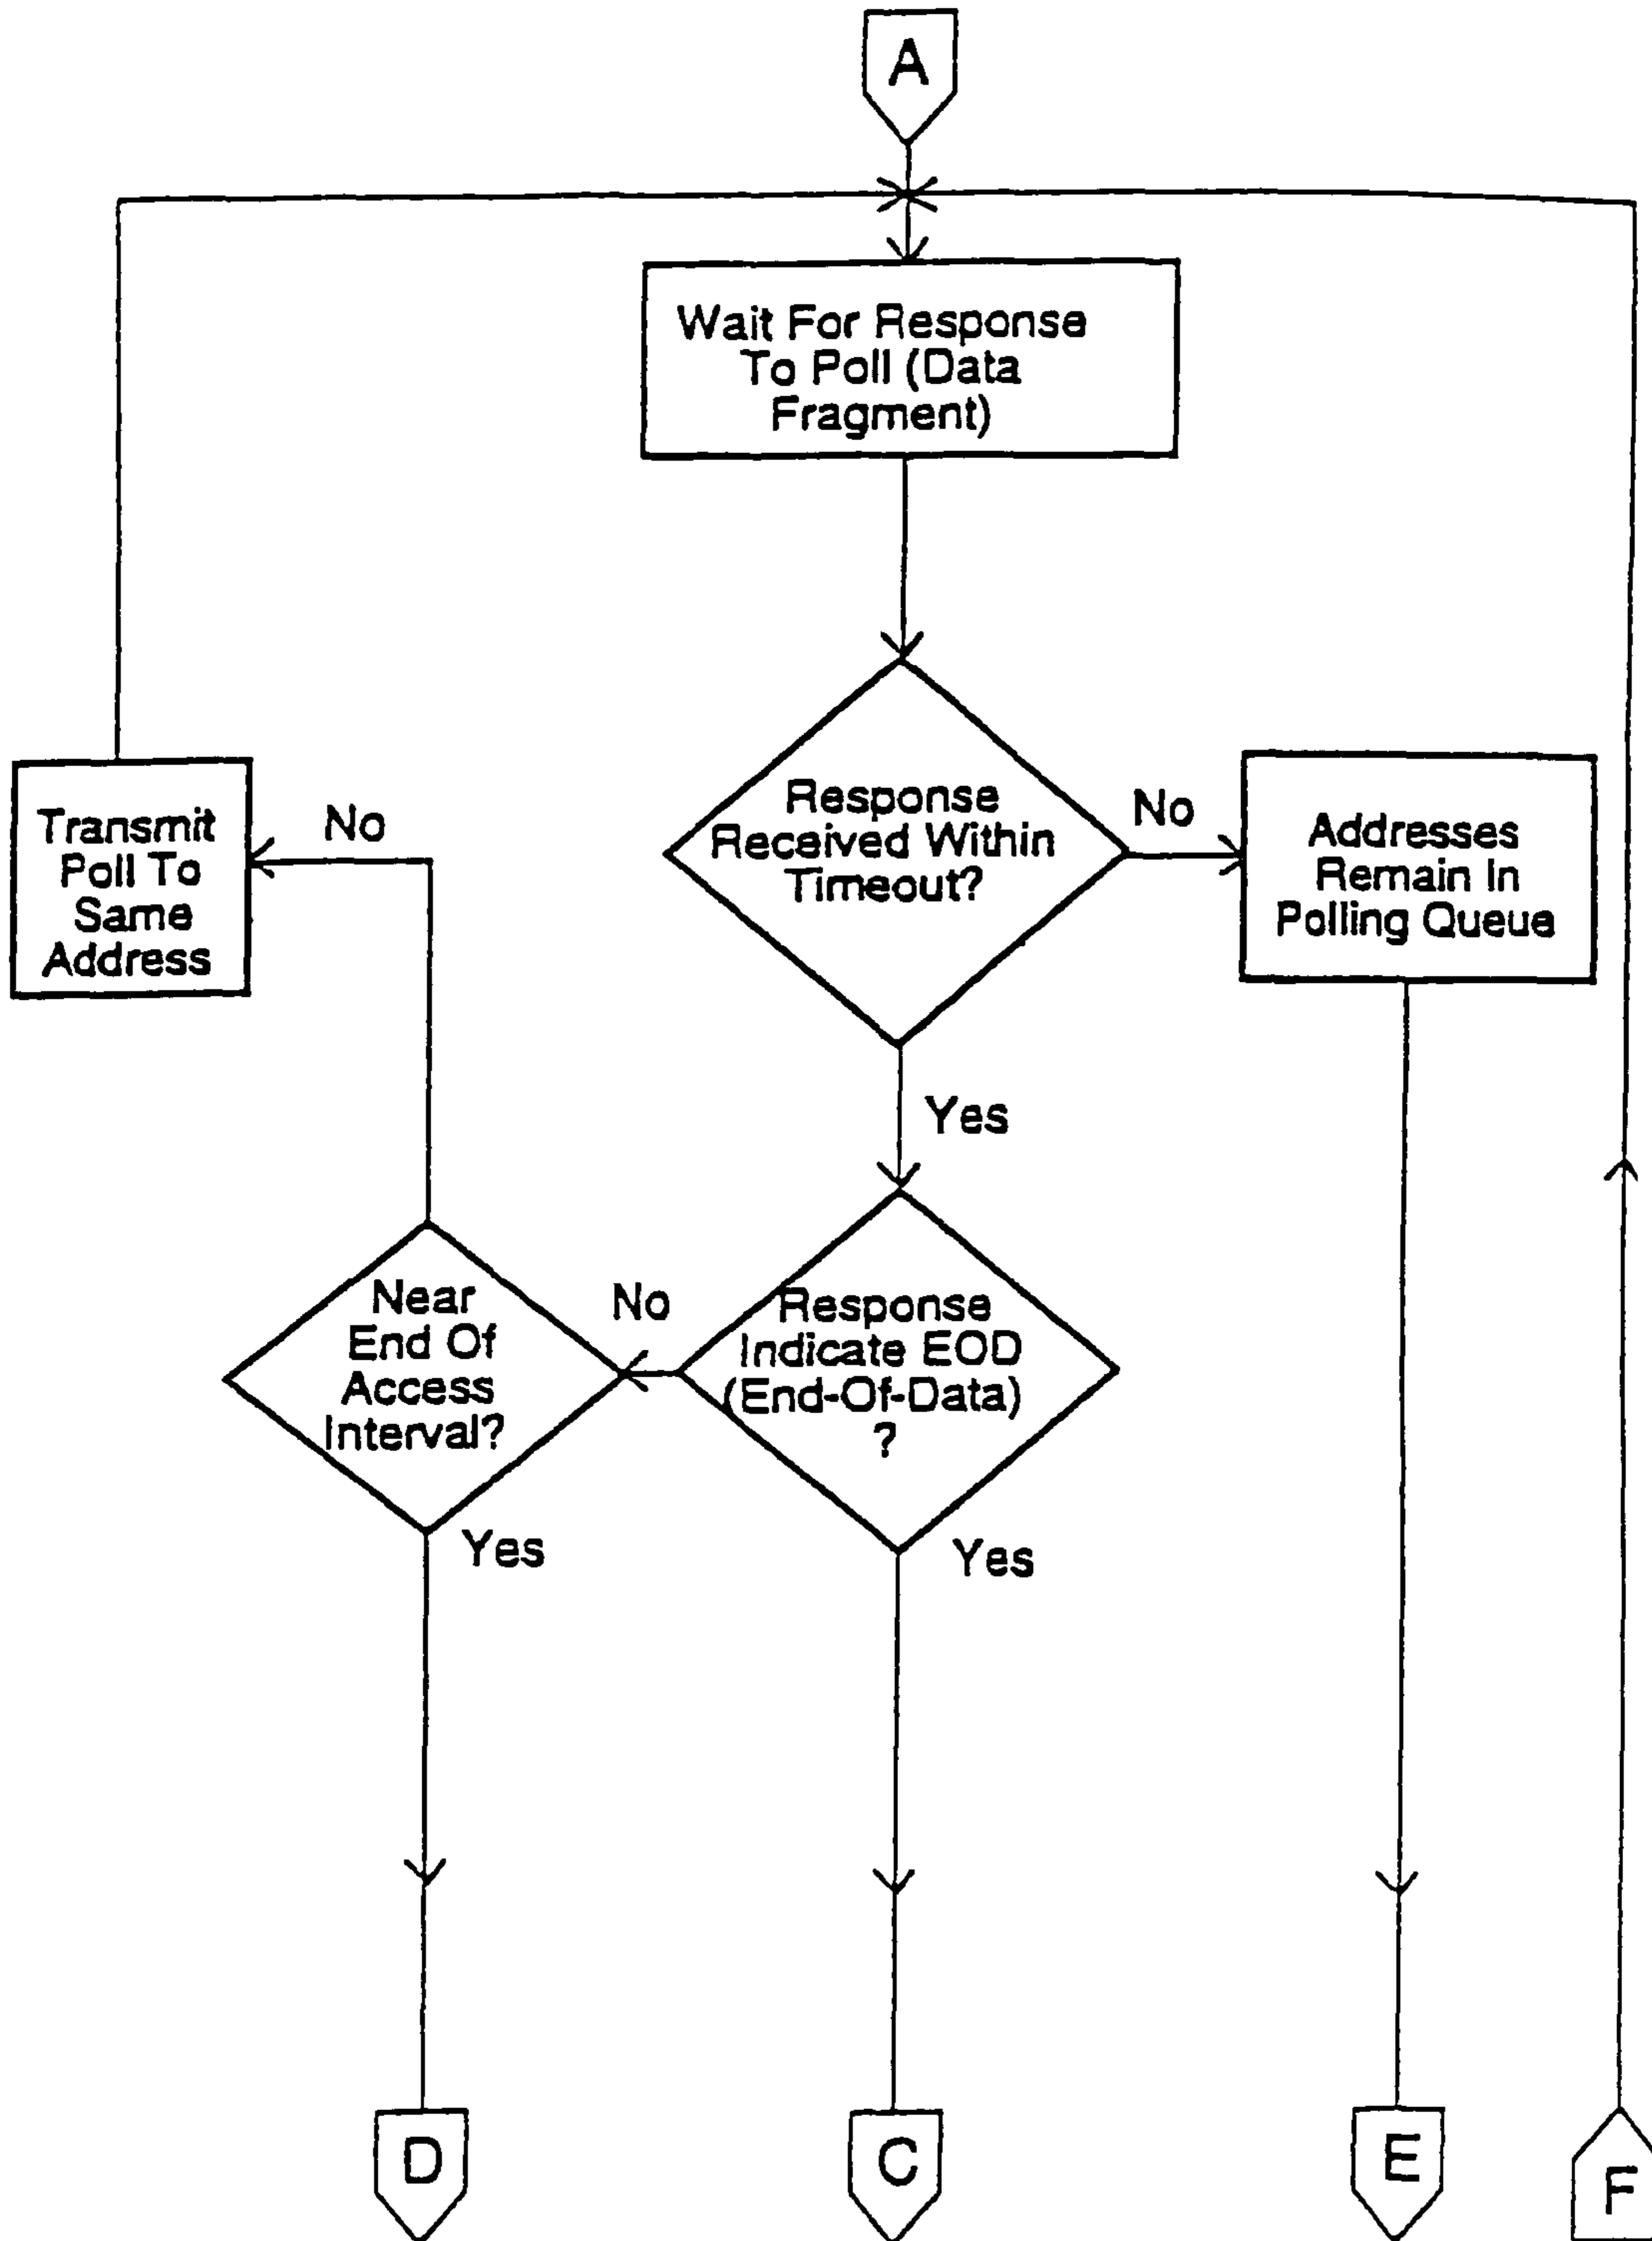 A
Wait For Response
To Poll (Data
Fragment)
Response
Received Within
Timeout?
No
Addresses
Remain In
Polling Queue
Transmit
Poll To
Same
Address
No
Yes
Near
End Of
Access
Interval?
No
Response
Indicate EOD
(End-Of-Data)
?
Yes
Yes
D
C
E
F